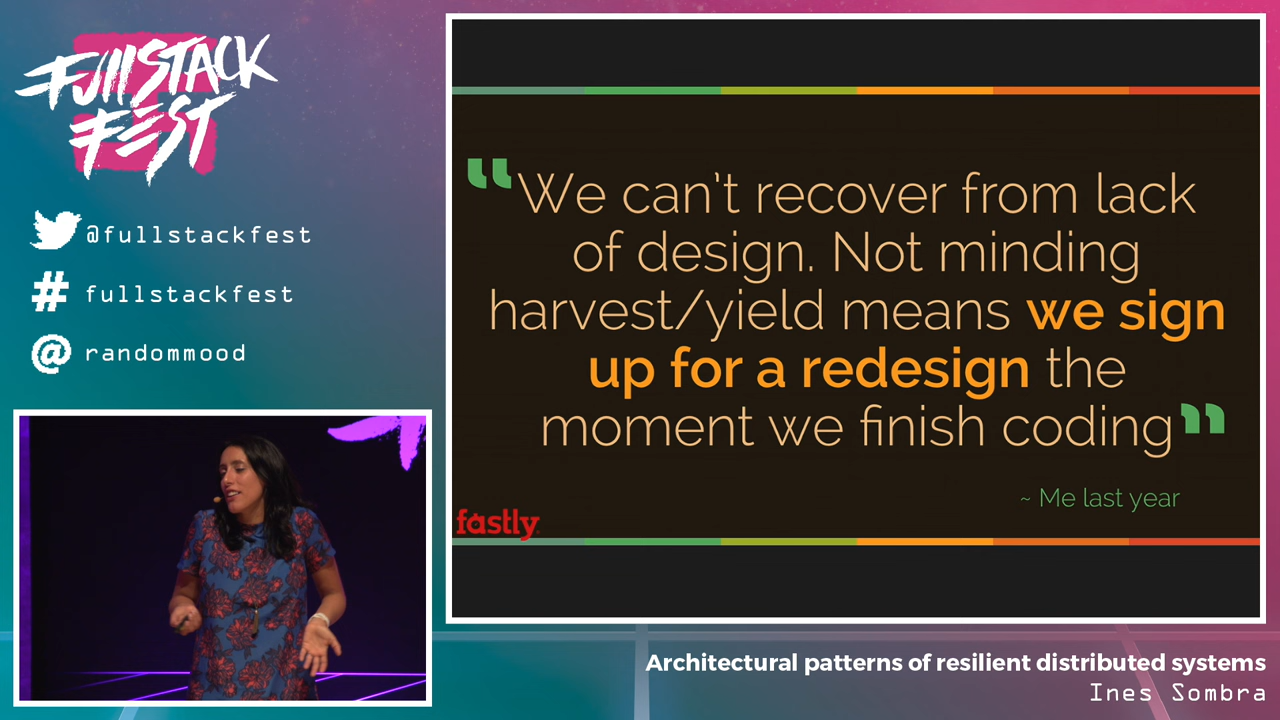 FullStack
Fest
@fullstackfest
# fullstackfest
@ randommood
“We can’t recover from lack
of design. Not minding
harvest/yield means we sign
up for a redesign the
moment we finish coding”
~ Me last year
fastly
Architectural patterns of resilient distributed systems
Ines Sombra